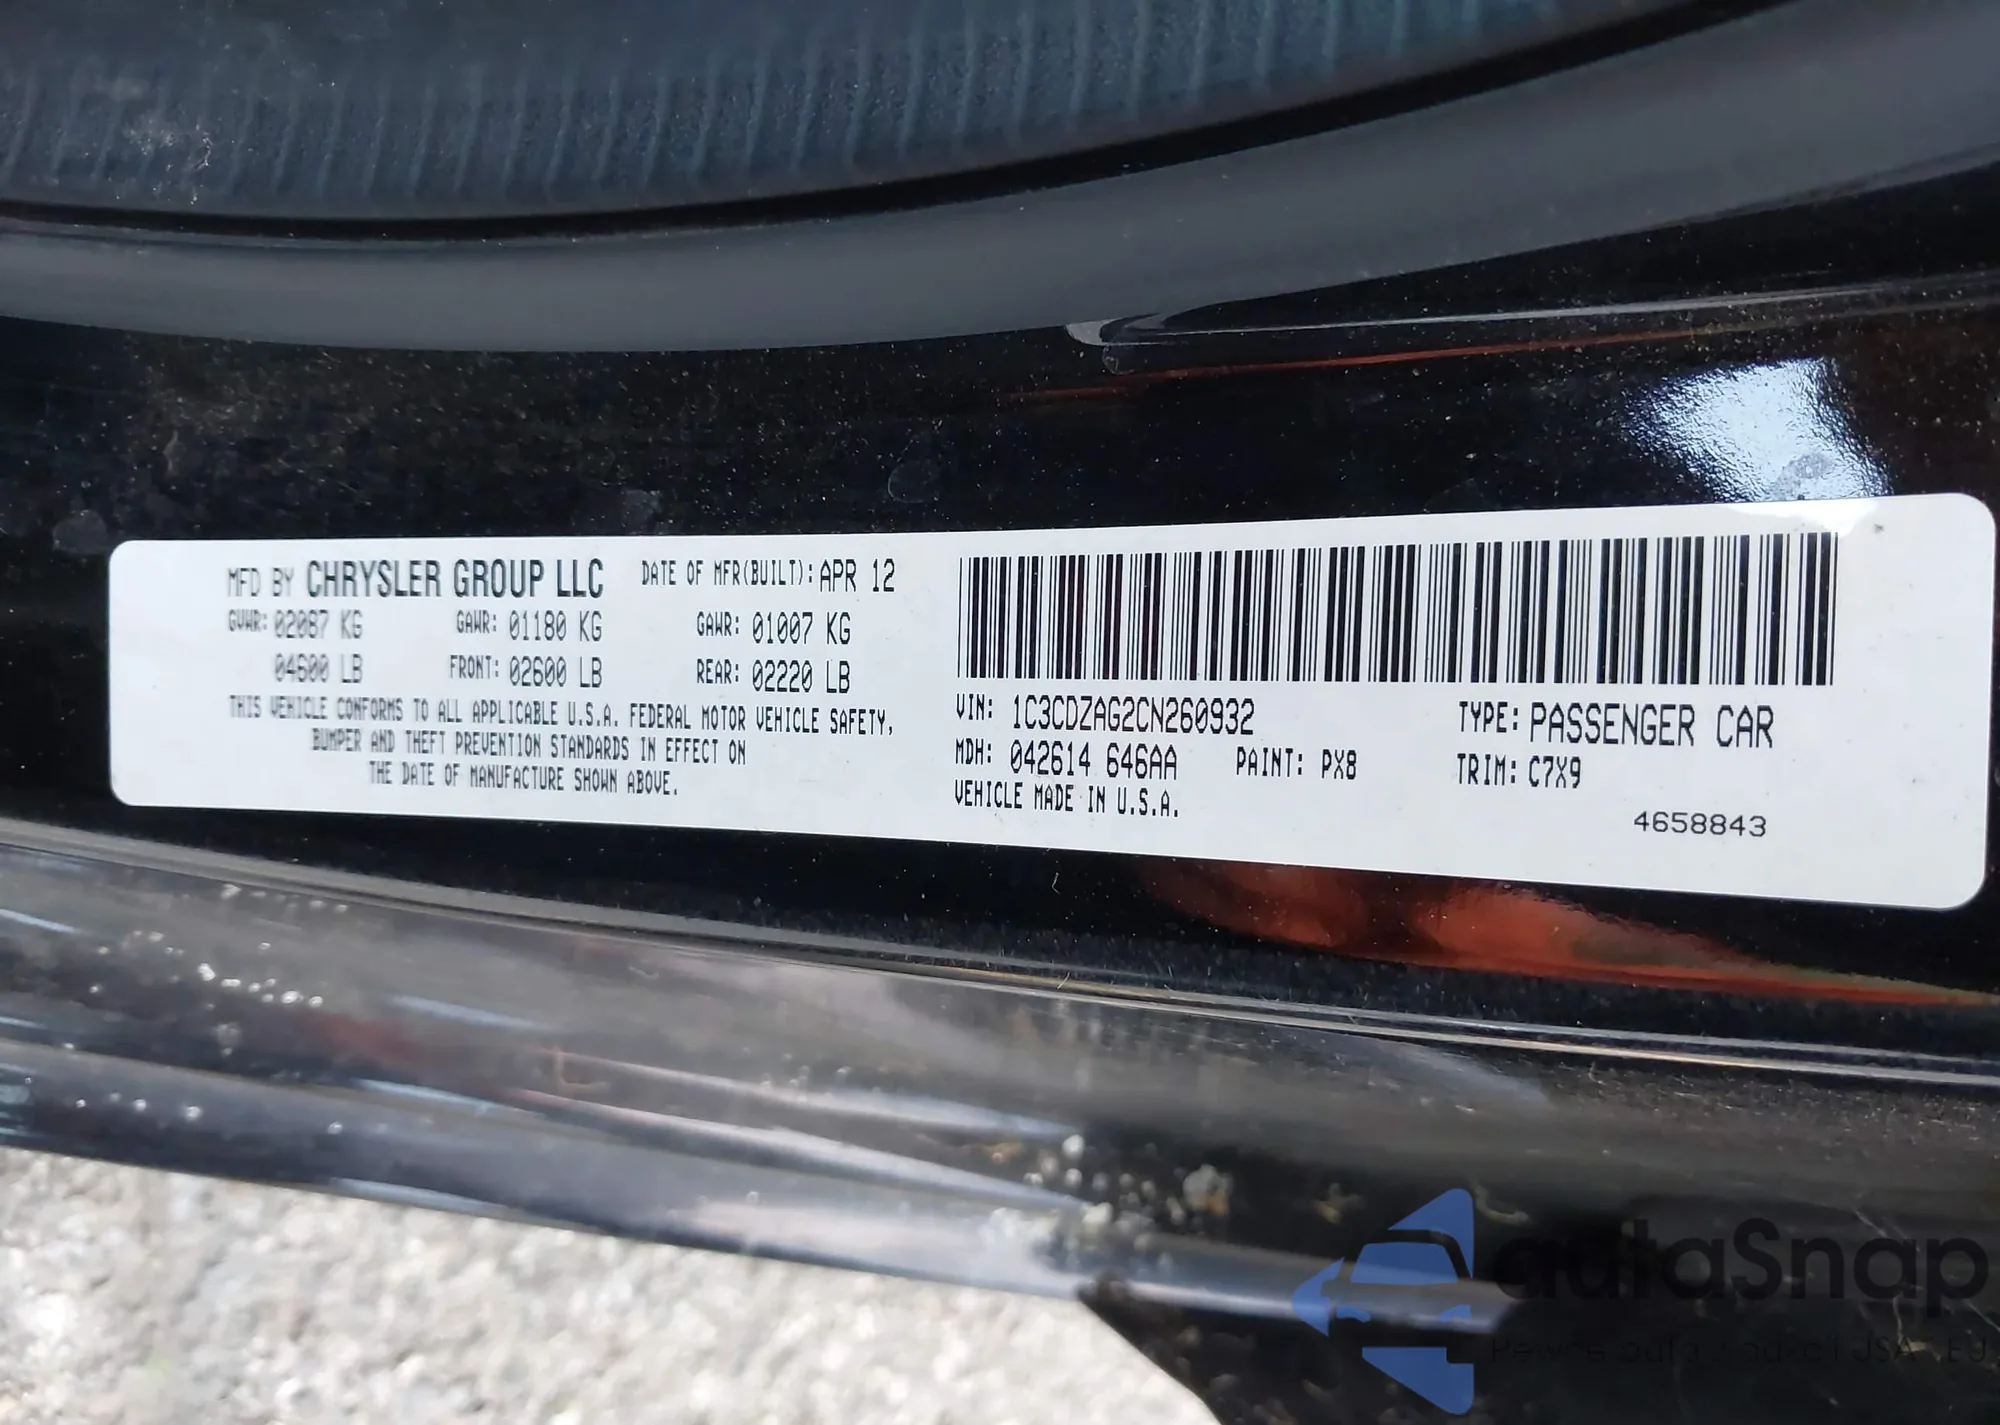 MFD BY CHRYSLER GROUP LLC DATE OF MFR(BUILT): APR 12
GVWR: 02087 KG GAWR: 01180 KG GAWR: 01007 KG
04600 LB FRONT: 02600 LB REAR: 02220 LB
THIS VEHICLE CONFORMS TO ALL APPLICABLE U.S.A. FEDERAL MOTOR VEHICLE SAFETY,
BUMPER AND THEFT PREVENTION STANDARDS IN EFFECT ON
THE DATE OF MANUFACTURE SHOWN ABOVE.
VIN: 1C3CDZAG2CN260932 TYPE: PASSENGER CAR
MDH: 042614 646AA PAINT: PX8 TRIM: C7X9
VEHICLE MADE IN U.S.A.
4658843
autaSnap
USA EU